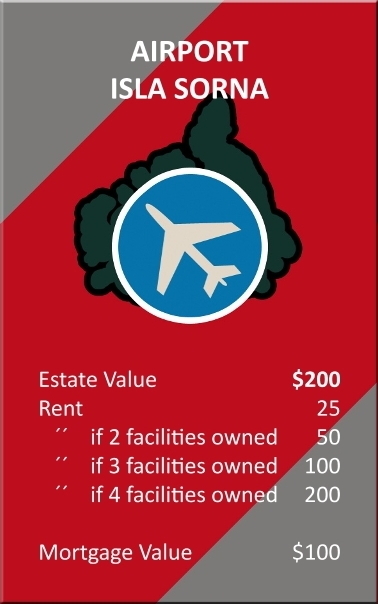 AIRPORT
ISLA SORNA
Estate Value $200
Rent 25
´´ if 2 facilities owned 50
´´ if 3 facilities owned 100
´´ if 4 facilities owned 200
Mortgage Value $100